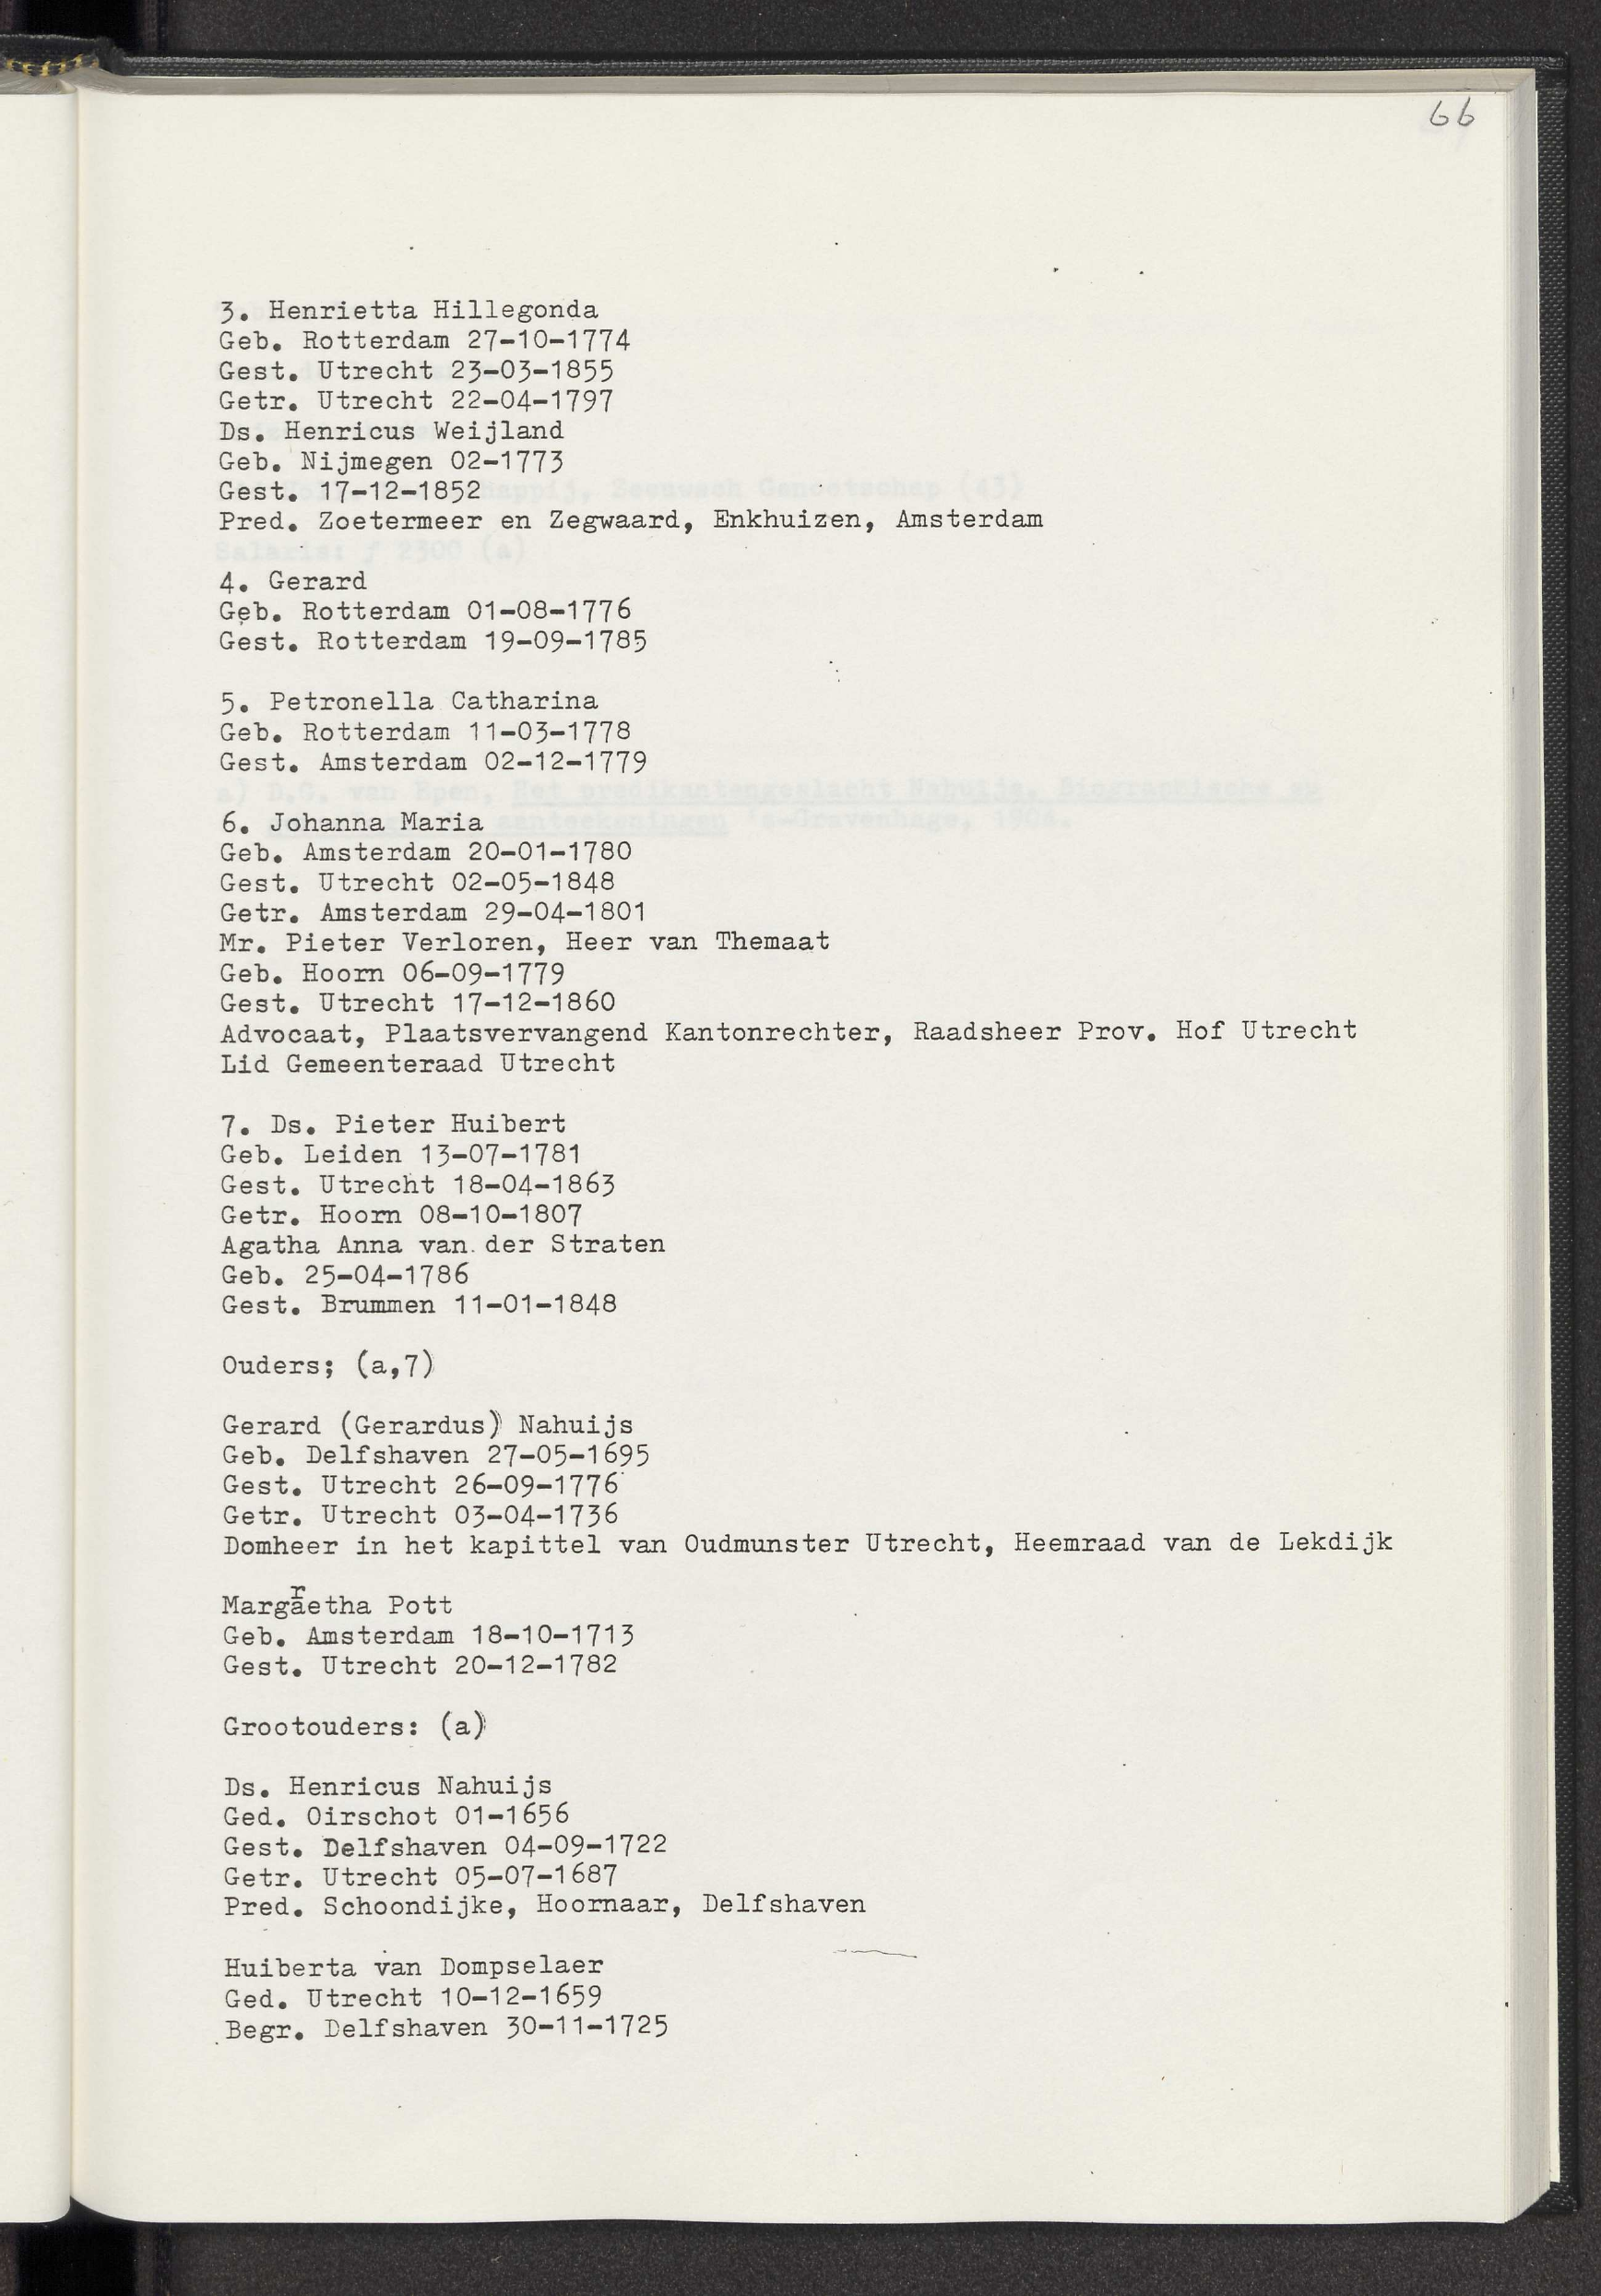 66
3. Henrietta Hillegonda
Geb. Rotterdam 27-10-1774
Gest. Utrecht 23-03-1855
Getr. Utrecht 22-04-1797
Ds. Henricus Weijland
Geb. Nijmegen 02-1773
Gest. 17-12-1852
Pred. Zoetermeer en Zegwaard, Enkhuizen, Amsterdam
4. Gerard
Geb. Rotterdam 01-08-1776
Gest. Rotterdam 19-09-1785
5. Petronella Catharina
Geb. Rotterdam 11-03-1778
Gest. Amsterdam 02-12-1779
6. Johanna Maria
Geb. Amsterdam 20-01-1780
Gest. Utrecht 02-05-1848
Getr. Amsterdam 29-04-1801
Mr. Pieter Verloren, Heer van Themaat
Geb. Hoorn 06-09-1779
Gest. Utrecht 17-12-1860
Advocaat, Plaatsvervangend Kantonrechter, Raadsheer Prov. Hof Utrecht
Lid Gemeenteraad Utrecht
7. Ds. Pieter Huibert
Geb. Leiden 13-07-1781
Gest. Utrecht 18-04-1863
Getr. Hoorn 08-10-1807
Agatha Anna van der Straten
Geb. 25-04-1786
Gest. Brummen 11-01-1848
Ouders; (a,7)
Gerard (Gerardus) Nahuijs
Geb. Delfshaven 27-05-1695
Gest. Utrecht 26-09-1776
Getr. Utrecht 03-04-1736
Domheer in het kapittel van Oudmunster Utrecht, Heemraad van de Lekdijk
Margraetha Pott
Geb. Amsterdam 18-10-1713
Gest. Utrecht 20-12-1782
Grootouders: (a)
Ds. Henricus Nahuijs
Ged. Oirschot 01-1656
Gest. Delfshaven 04-09-1722
Getr. Utrecht 05-07-1687
Pred. Schoondijke, Hoornaar, Delfshaven
Huiberta van Dompselaer
Ged. Utrecht 10-12-1659
Begr. Delfshaven 30-11-1725